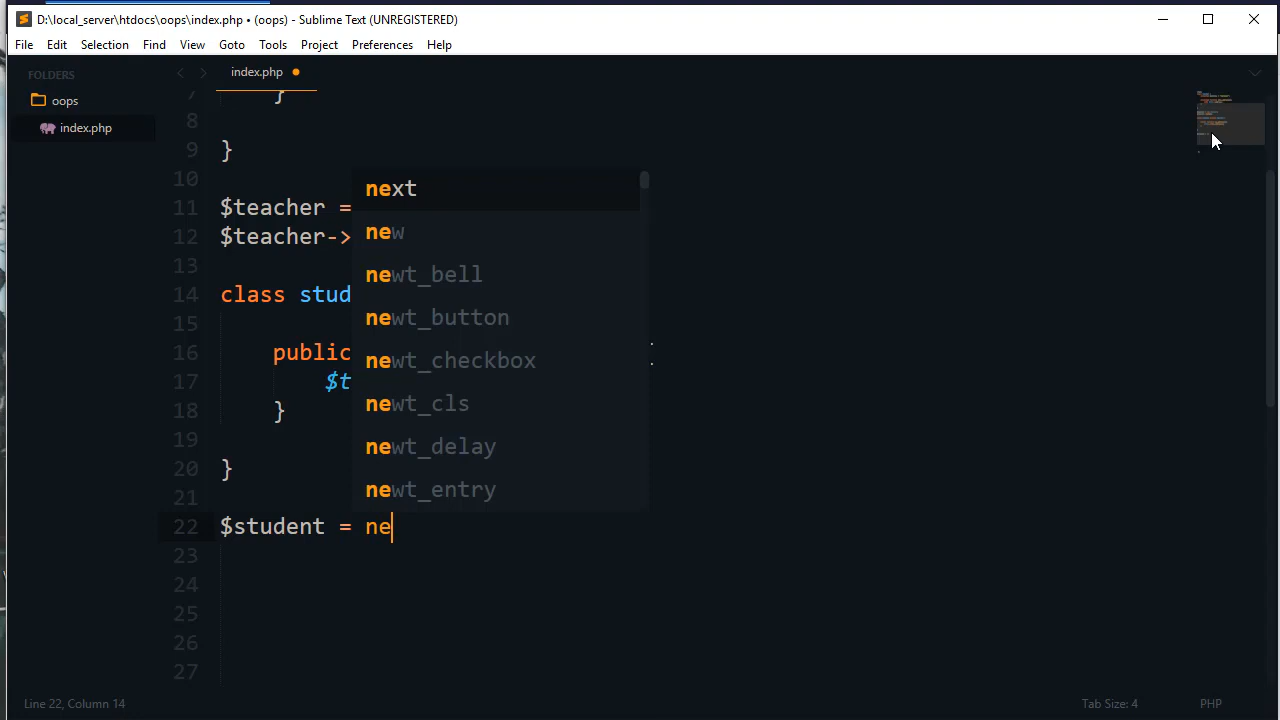 D:\local_server\htdocs\oops\index.php • (oops) - Sublime Text (UNREGISTERED)
File Edit Selection Find View Goto Tools Project Preferences Help
FOLDERS
oops
index.php
index.php
7 }
8
9 }
10
11 $teacher =
12 $teacher->
13
14 class stud
15
16 public
17 $t
18 }
19
20 }
21
22 $student = ne
23
24
25
26
27
next
new
newt_bell
newt_button
newt_checkbox
newt_cls
newt_delay
newt_entry
Line 22, Column 14
Tab Size: 4
PHP